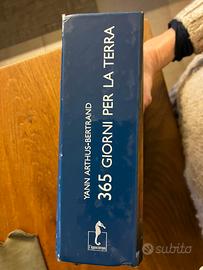 YANN ARTHUS-BERTRAND
365 GIORNI PER LA TERRA
subito